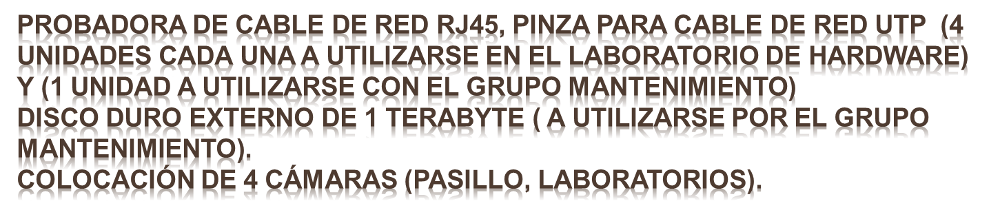 PROBADORA DE CABLE DE RED RJ45, PINZA PARA CABLE DE RED UTP (4
UNIDADES CADA UNA A UTILIZARSE EN EL LABORATORIO DE HARDWARE)
Y (1 UNIDAD A UTILIZARSE CON EL GRUPO MANTENIMIENTO)
DISCO DURO EXTERNO DE 1 TERABYTE ( A UTILIZARSE POR EL GRUPO
MANTENIMIENTO).
COLOCACIÓN DE 4 CÁMARAS (PASILLO, LABORATORIOS).